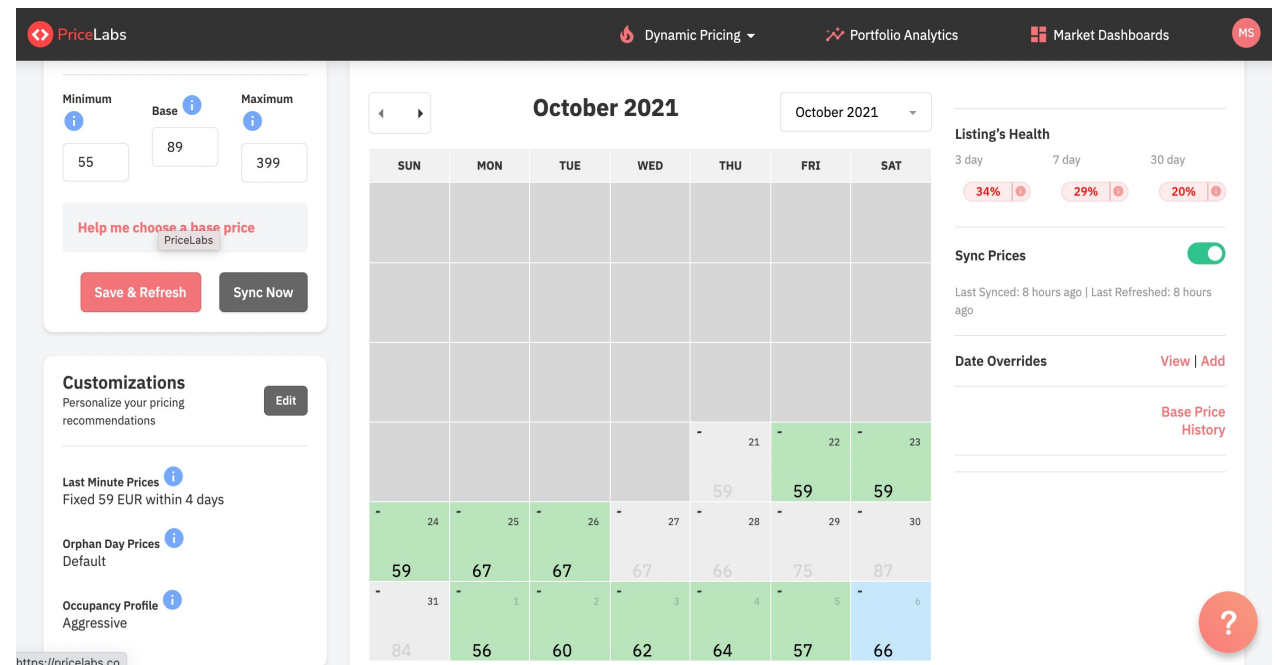 PriceLabs
Dynamic Pricing
Portfolio Analytics
Market Dashboards
MS
Minimum
Base
Maximum
55
89
399
Help me choose a base price
PriceLabs
Save & Refresh
Sync Now
Customizations
Personalize your pricing
recommendations
Edit
Last Minute Prices
Fixed 59 EUR within 4 days
Orphan Day Prices
Default
Occupancy Profile
Aggressive
https://pricelabs.co
October 2021
October 2021
SUN MON TUE WED THU FRI SAT
- 21 - 22 - 23
59 59 59
- 24 - 25 - 26 - 27 - 28 - 29 - 30
59 67 67 67 66 75 87
- 31 - 1 - 2 - 3 - 4 - 5 - 6
84 56 60 62 64 57 66
Listing's Health
3 day 7 day 30 day
34% 29% 20%
Sync Prices
Last Synced: 8 hours ago | Last Refreshed: 8 hours
ago
Date Overrides
View | Add
Base Price
History
?